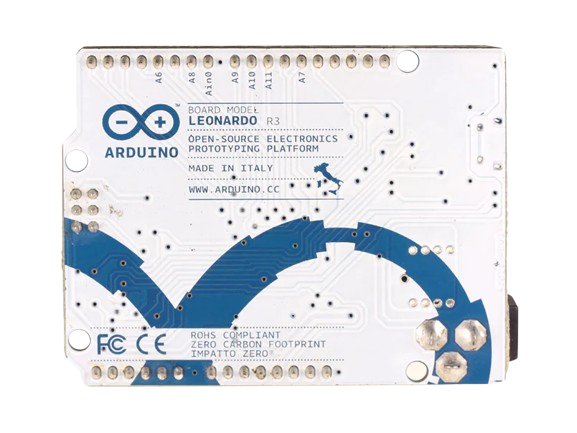 A6 A8 Ain0 A9 A10 A11 A7
™
BOARD MODEL
LEONARDO R3
OPEN-SOURCE ELECTRONICS
PROTOTYPING PLATFORM
ARDUINO
MADE IN ITALY
WWW.ARDUINO.CC
ROHS COMPLIANT
ZERO CARBON FOOTPRINT
IMPATTO ZERO®
FC CE